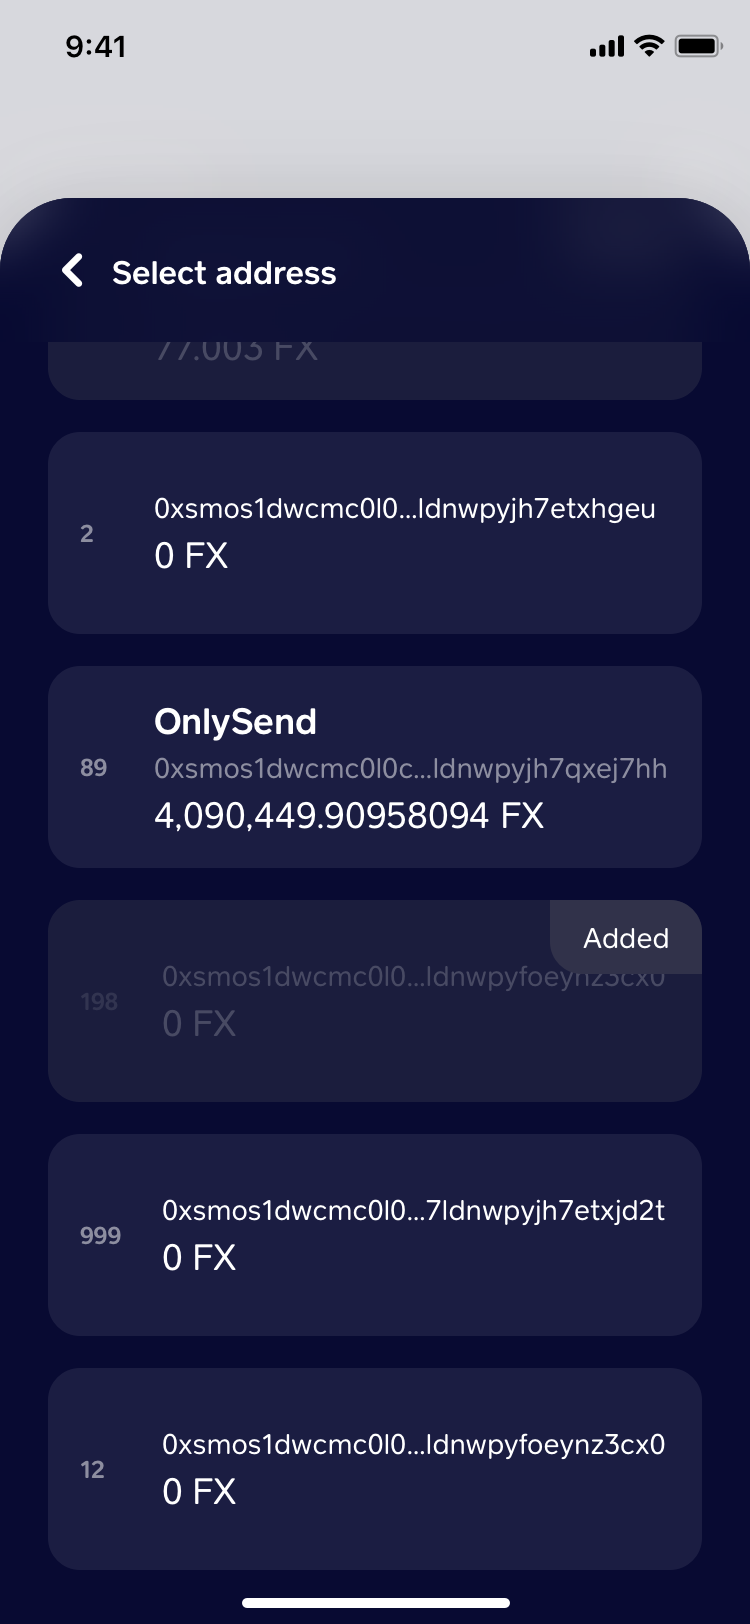 9:41
Select address
77.003 FX
2
0xsmos1dwcmc0l0...ldnwpyjh7etxhgeu
0 FX
OnlySend
89
0xsmos1dwcmc0l0c...ldnwpyjh7qxej7hh
4,090,449.90958094 FX
Added
198
0xsmos1dwcmc0l0...ldnwpyfoeynz3cx0
0 FX
999
0xsmos1dwcmc0l0...7ldnwpyjh7etxjd2t
0 FX
12
0xsmos1dwcmc0l0...ldnwpyfoeynz3cx0
0 FX